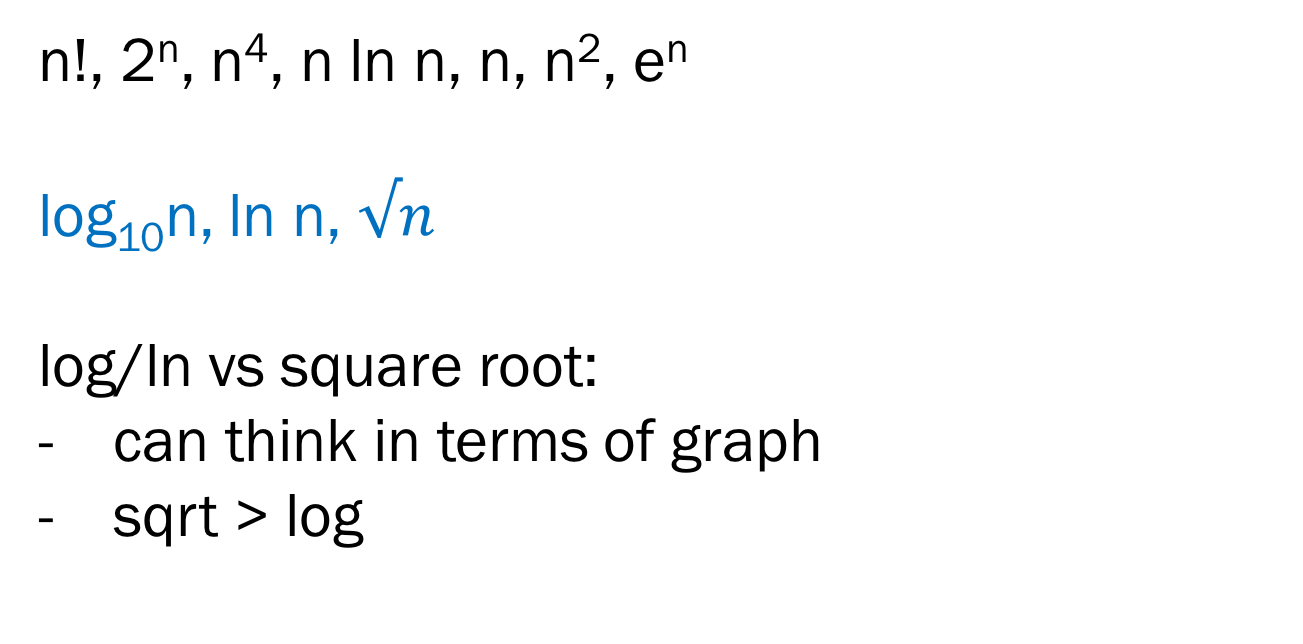 n!, 2ⁿ, n⁴, n ln n, n, n², eⁿ
log₁₀n, ln n, √n
log/ln vs square root:
- can think in terms of graph
- sqrt > log